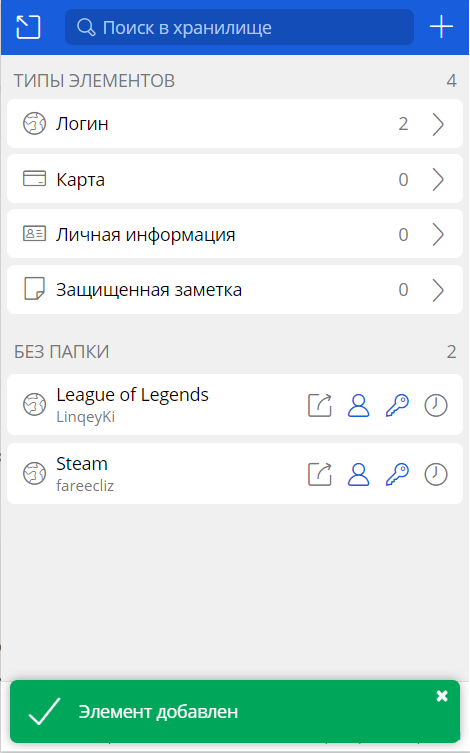 Поиск в хранилище
ТИПЫ ЭЛЕМЕНТОВ 4
Логин 2
Карта 0
Личная информация 0
Защищенная заметка 0
БЕЗ ПАПКИ 2
League of Legends
LinqeyKi
Steam
fareecliz
Элемент добавлен